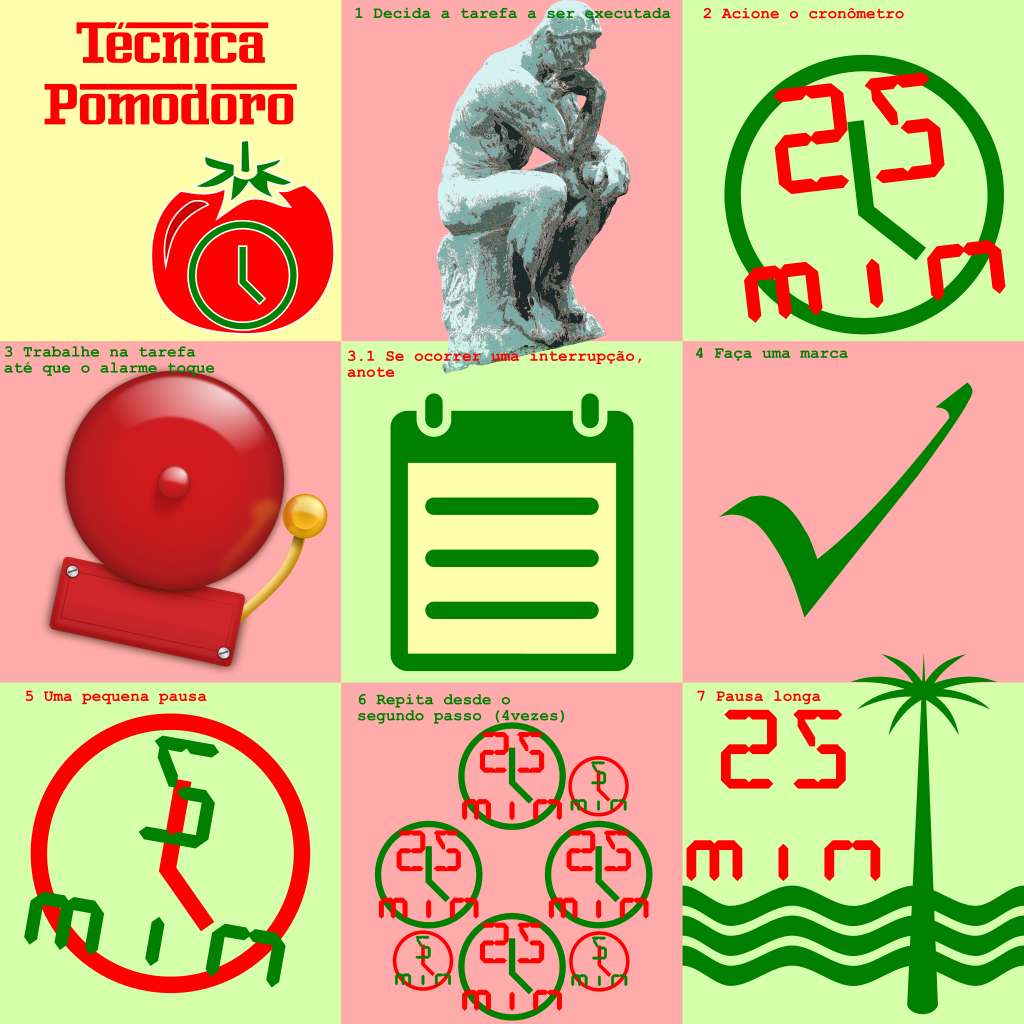 Técnica
Pomodoro
1 Decida a tarefa a ser executada
2 Acione o cronômetro
25
min
3 Trabalhe na tarefa
até que o alarme toque
3.1 Se ocorrer uma interrupção,
anote
4 Faça uma marca
5 Uma pequena pausa
5
min
6 Repita desde o
segundo passo (4vezes)
25
min
5
min
25
min
25
min
5
min
25
min
5
min
7 Pausa longa
25
min